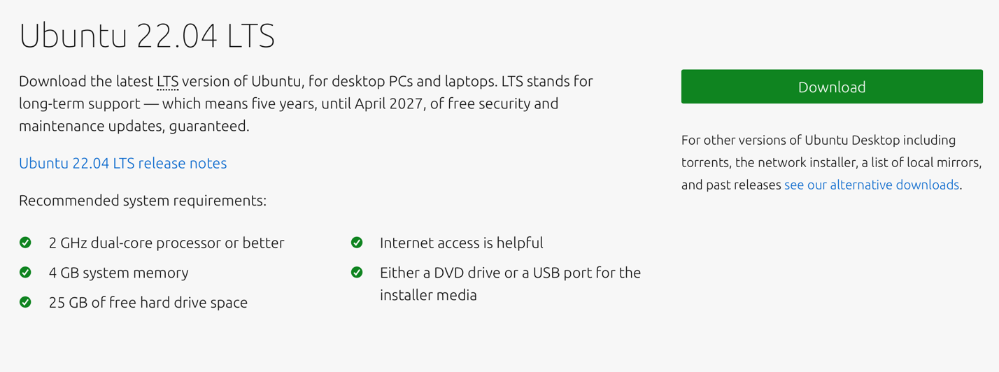 Ubuntu 22.04 LTS
Download the latest LTS version of Ubuntu, for desktop PCs and laptops. LTS stands for
long-term support — which means five years, until April 2027, of free security and
maintenance updates, guaranteed.
Ubuntu 22.04 LTS release notes
Recommended system requirements:
2 GHz dual-core processor or better
4 GB system memory
25 GB of free hard drive space
Internet access is helpful
Either a DVD drive or a USB port for the
installer media
Download
For other versions of Ubuntu Desktop including
torrents, the network installer, a list of local mirrors,
and past releases see our alternative downloads.